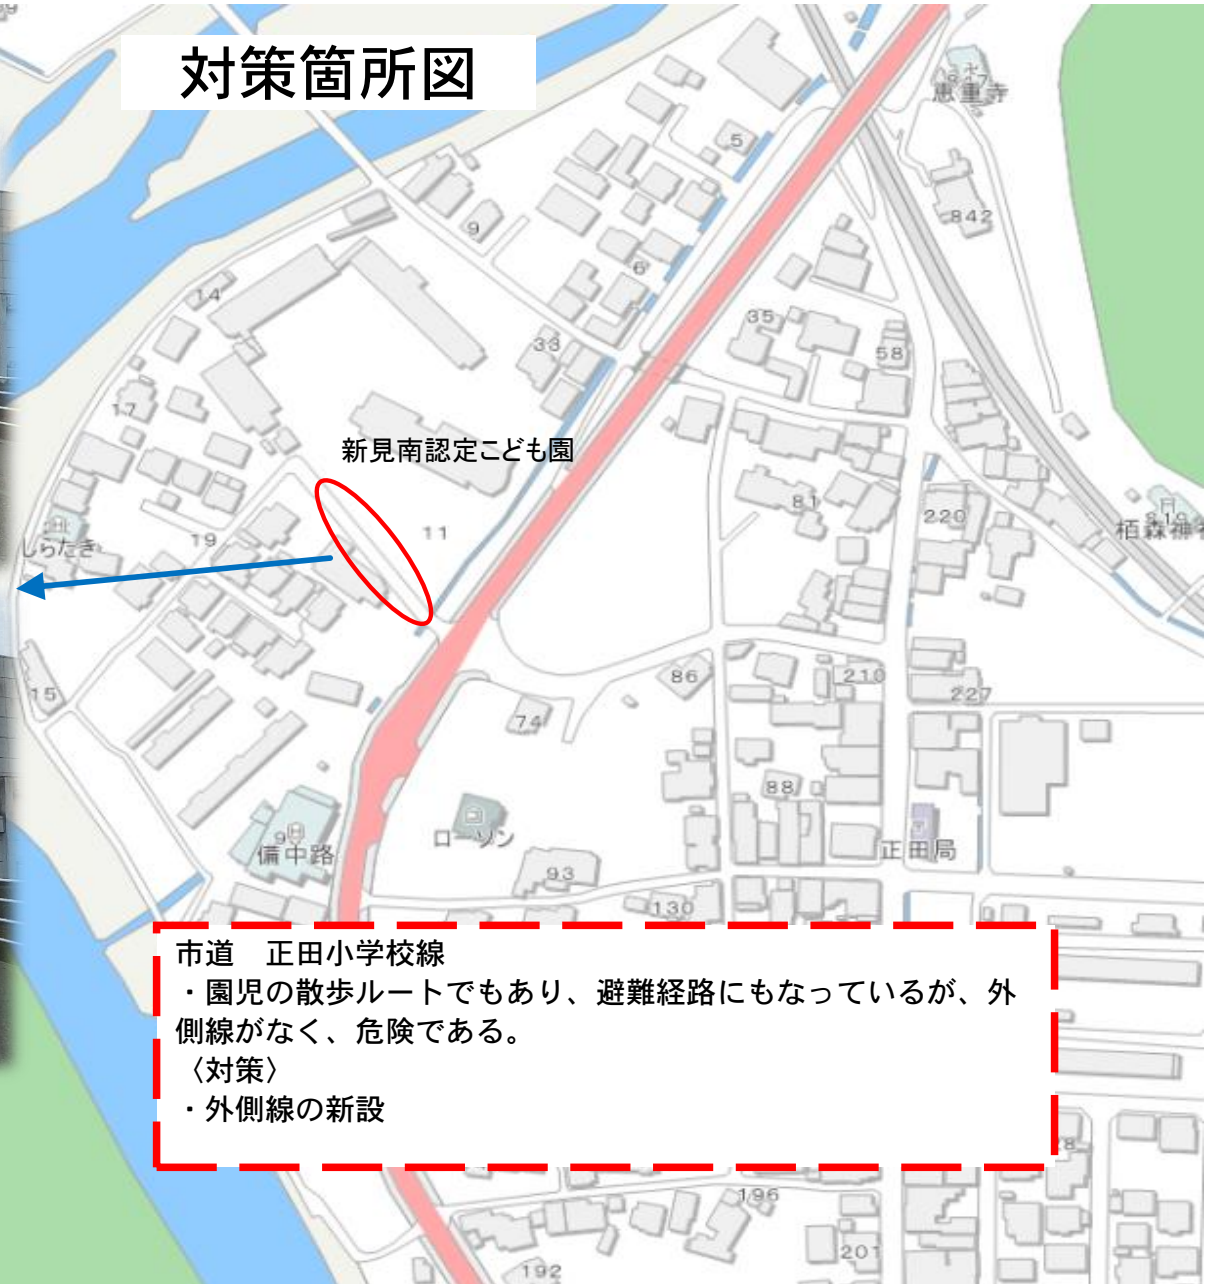 対策箇所図
恵重寺
5
842
9
6
14
35
33
58
17
新見南認定こども園
81
11
220
19
しらたき
86
210
15
227
74
88
9
備中路
ローソン
正田局
93
130
市道　正田小学校線
・園児の散歩ルートでもあり、避難経路にもなっているが、外
側線がなく、危険である。
〈対策〉
・外側線の新設
196
201
192